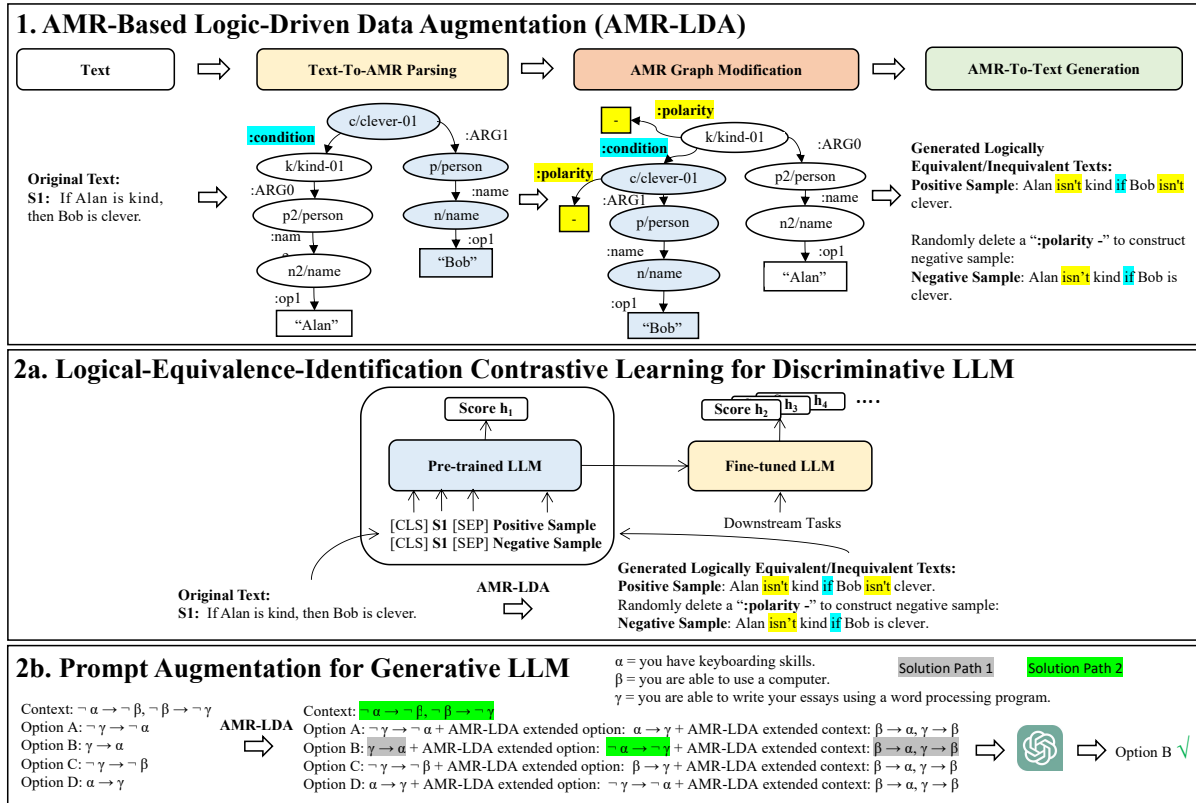 1. AMR-Based Logic-Driven Data Augmentation (AMR-LDA)
Text
Text-To-AMR Parsing
AMR Graph Modification
AMR-To-Text Generation
Original Text:
S1: If Alan is kind,
then Bob is clever.
c/clever-01
:condition
:ARG1
k/kind-01
p/person
:ARG0
:name
p2/person
n/name
:nam
e
:op1
n2/name
"Bob"
:op1
"Alan"
:polarity
-
k/kind-01
:condition
:ARG0
:polarity
c/clever-01
p2/person
-
:ARG1
:name
p/person
n2/name
:name
:op1
n/name
"Alan"
:op1
"Bob"
Generated Logically
Equivalent/Inequivalent Texts:
Positive Sample: Alan isn't kind if Bob isn't
clever.
Randomly delete a ":polarity -" to construct
negative sample:
Negative Sample: Alan isn't kind if Bob is
clever.
2a. Logical-Equivalence-Identification Contrastive Learning for Discriminative LLM
Score h1
Score h2 h3 h4 ....
Pre-trained LLM
Fine-tuned LLM
[CLS] S1 [SEP] Positive Sample
[CLS] S1 [SEP] Negative Sample
Downstream Tasks
Original Text:
S1: If Alan is kind, then Bob is clever.
AMR-LDA
Generated Logically Equivalent/Inequivalent Texts:
Positive Sample: Alan isn't kind if Bob isn't clever.
Randomly delete a ":polarity -" to construct negative sample:
Negative Sample: Alan isn't kind if Bob is clever.
2b. Prompt Augmentation for Generative LLM
α = you have keyboarding skills.
β = you are able to use a computer.
γ = you are able to write your essays using a word processing program.
Solution Path 1
Solution Path 2
Context: ¬ α → ¬ β, ¬ β → ¬ γ
Option A: ¬ γ → ¬ α
Option B: γ → α
Option C: ¬ γ → ¬ β
Option D: α → γ
AMR-LDA
Context: ¬ α → ¬ β, ¬ β → ¬ γ
Option A: ¬ γ → ¬ α + AMR-LDA extended option: α → γ + AMR-LDA extended context: β → α, γ → β
Option B: γ → α + AMR-LDA extended option: ¬ α → ¬ γ + AMR-LDA extended context: β → α, γ → β
Option C: ¬ γ → ¬ β + AMR-LDA extended option: β → γ + AMR-LDA extended context: β → α, γ → β
Option D: α → γ + AMR-LDA extended option: ¬ γ → ¬ α + AMR-LDA extended context: β → α, γ → β
Option B √